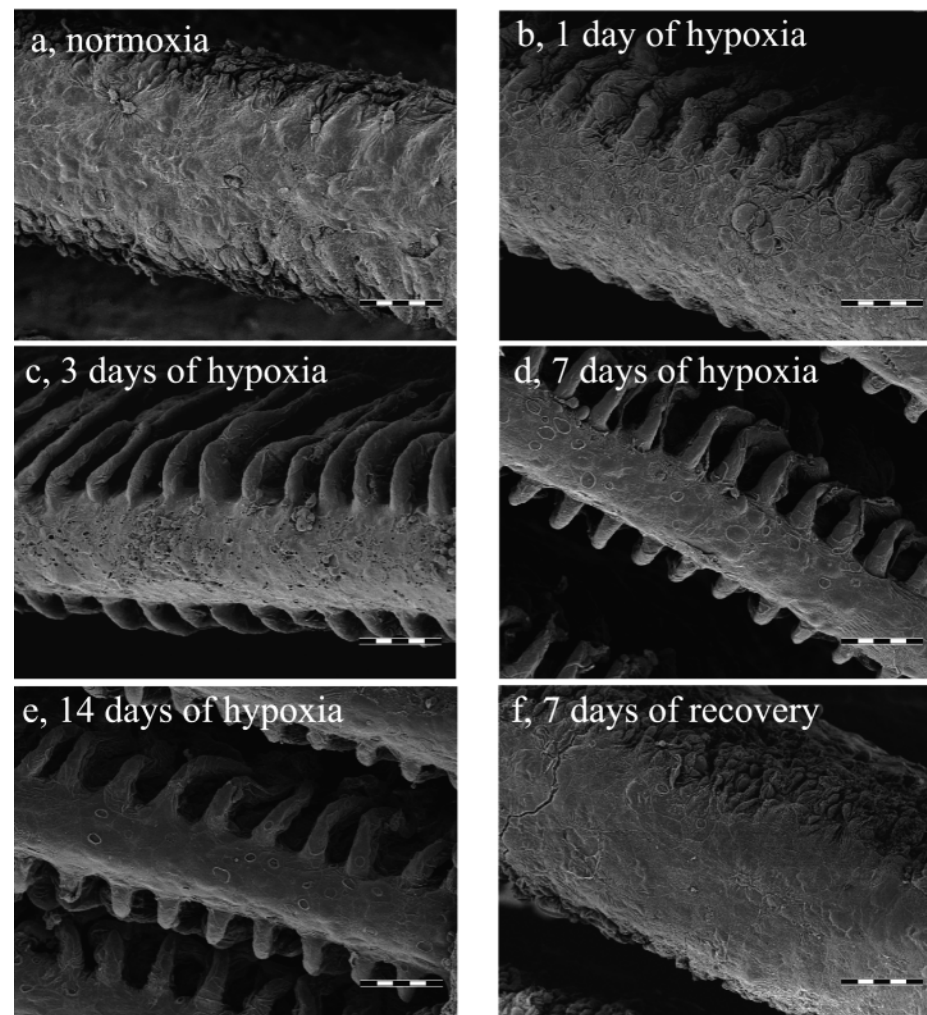 a, normoxia
b, 1 day of hypoxia
c, 3 days of hypoxia
d, 7 days of hypoxia
e, 14 days of hypoxia
f, 7 days of recovery